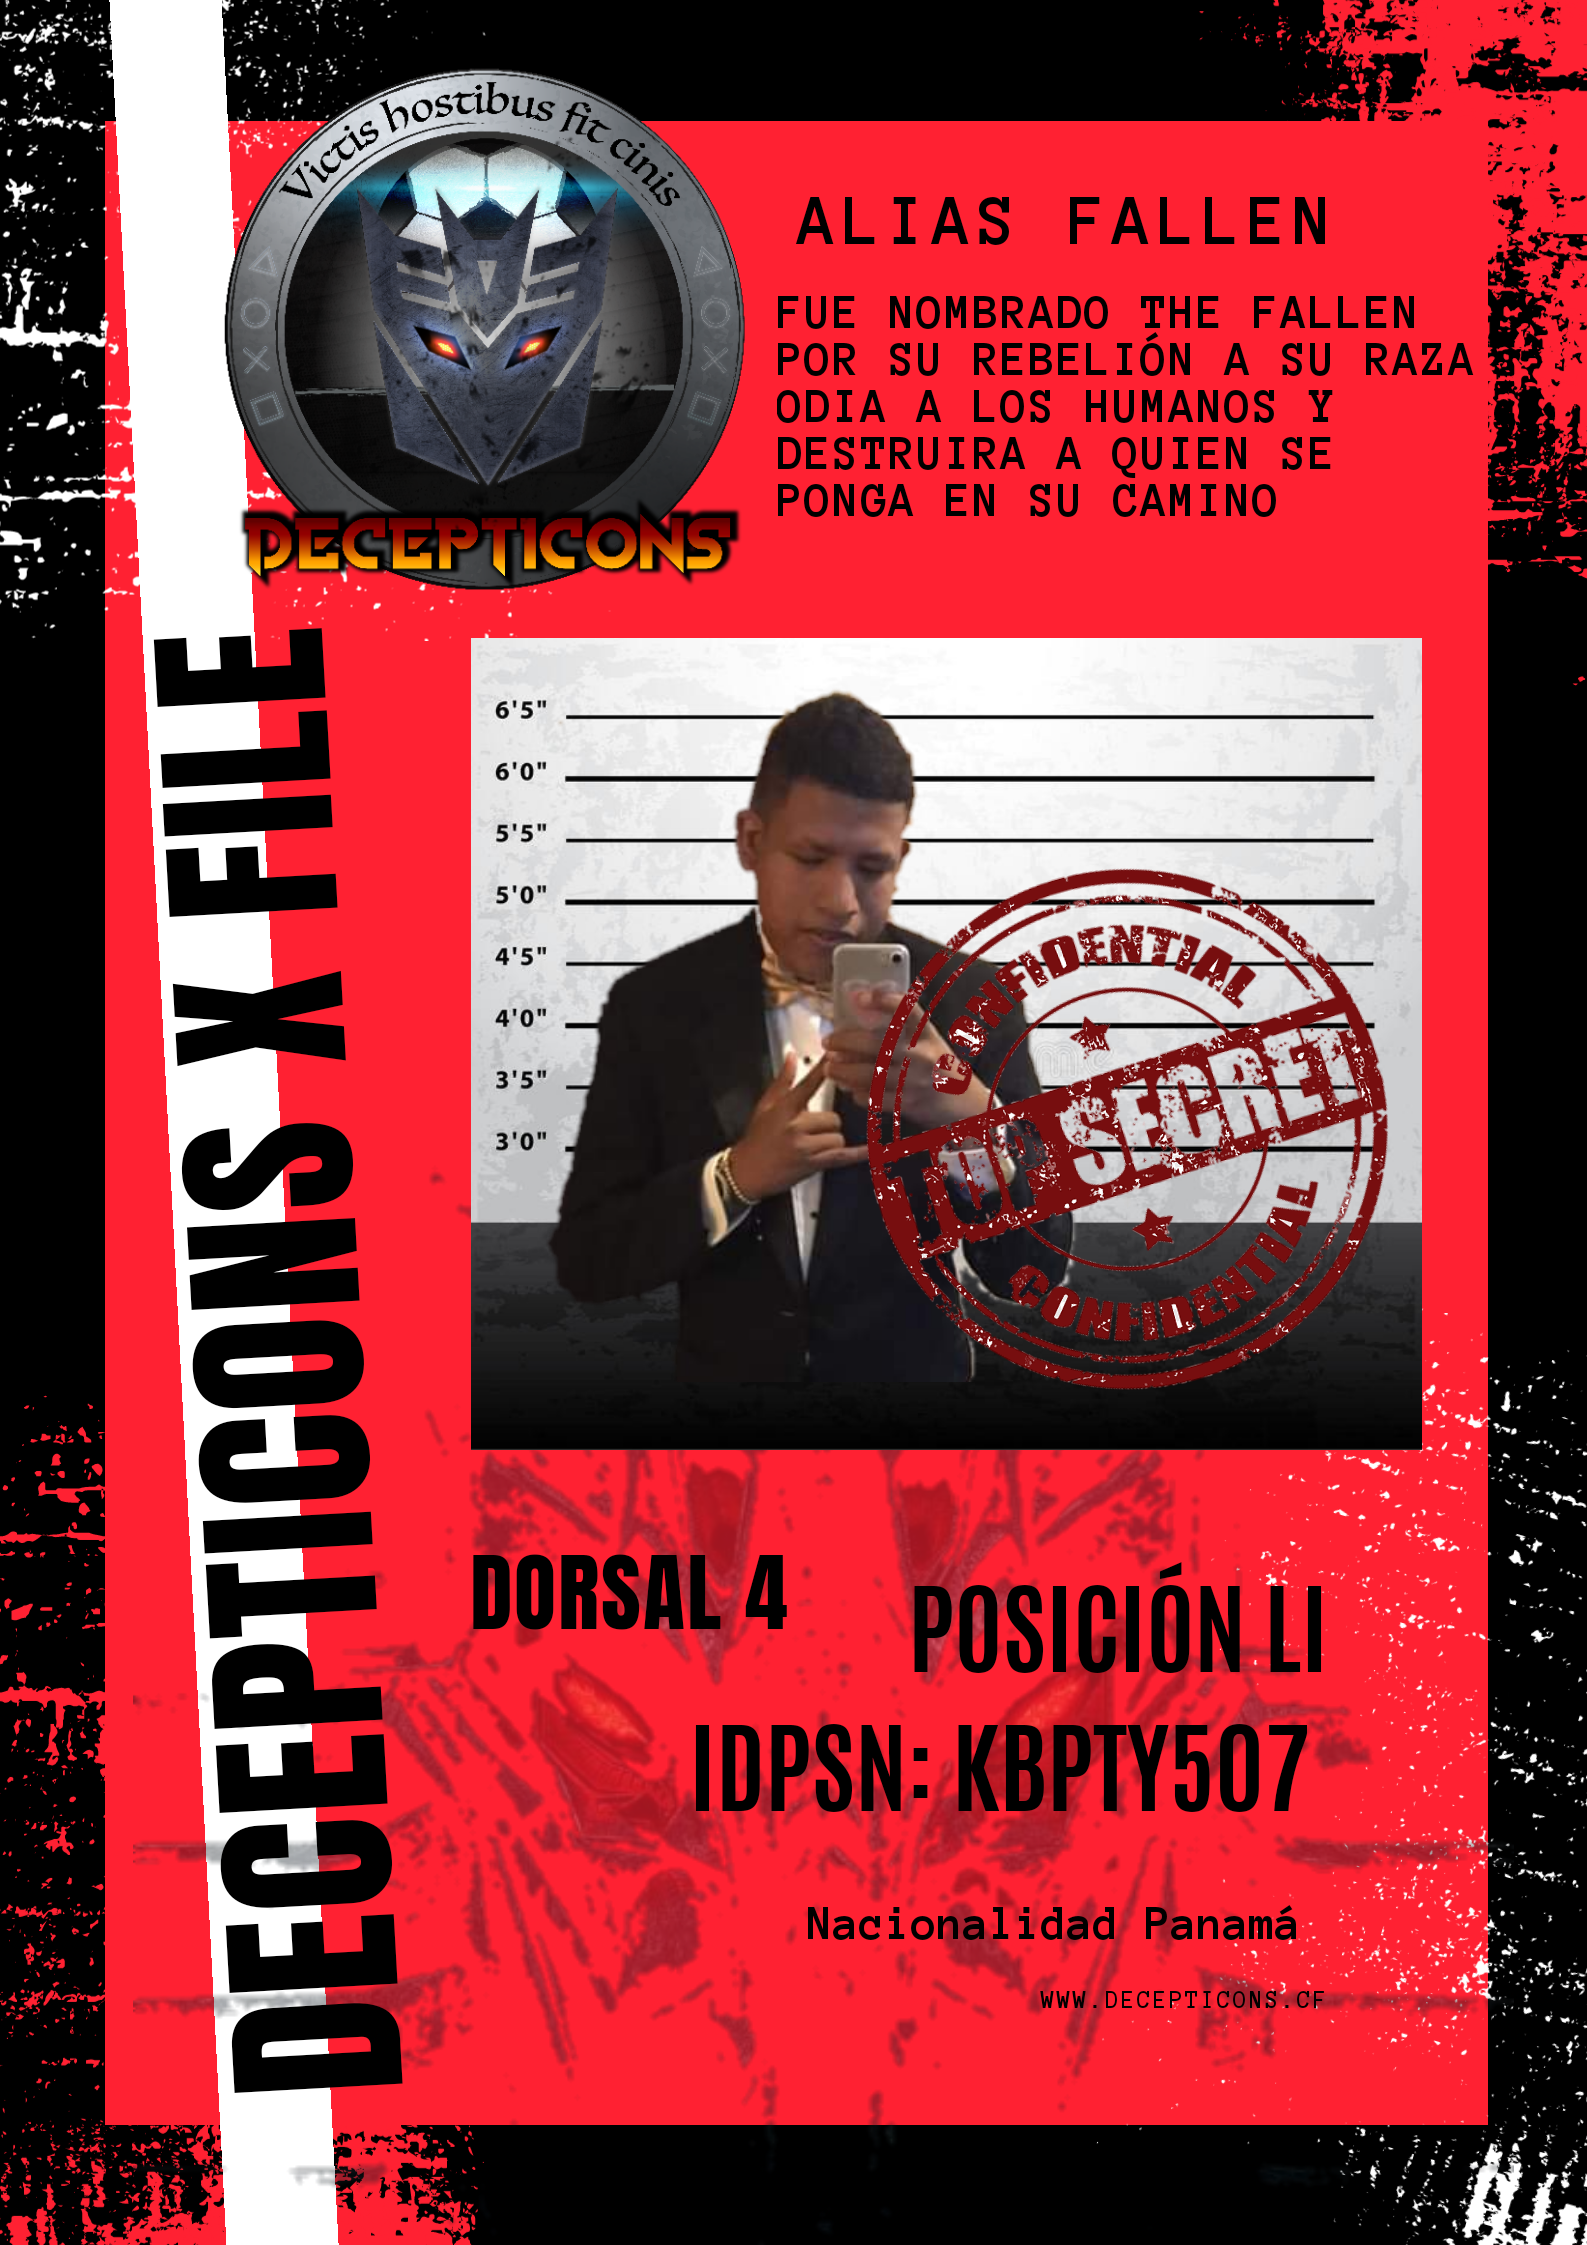 Victis hostibus fit cinis
DECEPTICONS
ALIAS FALLEN
FUE NOMBRADO THE FALLEN
POR SU REBELIÓN A SU RAZA
ODIA A LOS HUMANOS Y
DESTRUIRA A QUIEN SE
PONGA EN SU CAMINO
DECEPTICONS X FILE
6'5"
6'0"
5'5"
5'0"
4'5"
4'0"
3'5"
3'0"
CONFIDENTIAL
TOP SECRET
CONFIDENTIAL
DORSAL 4
POSICIÓN LI
IDPSN: KBPTY507
Nacionalidad Panamá
WWW.DECEPTICONS.CF